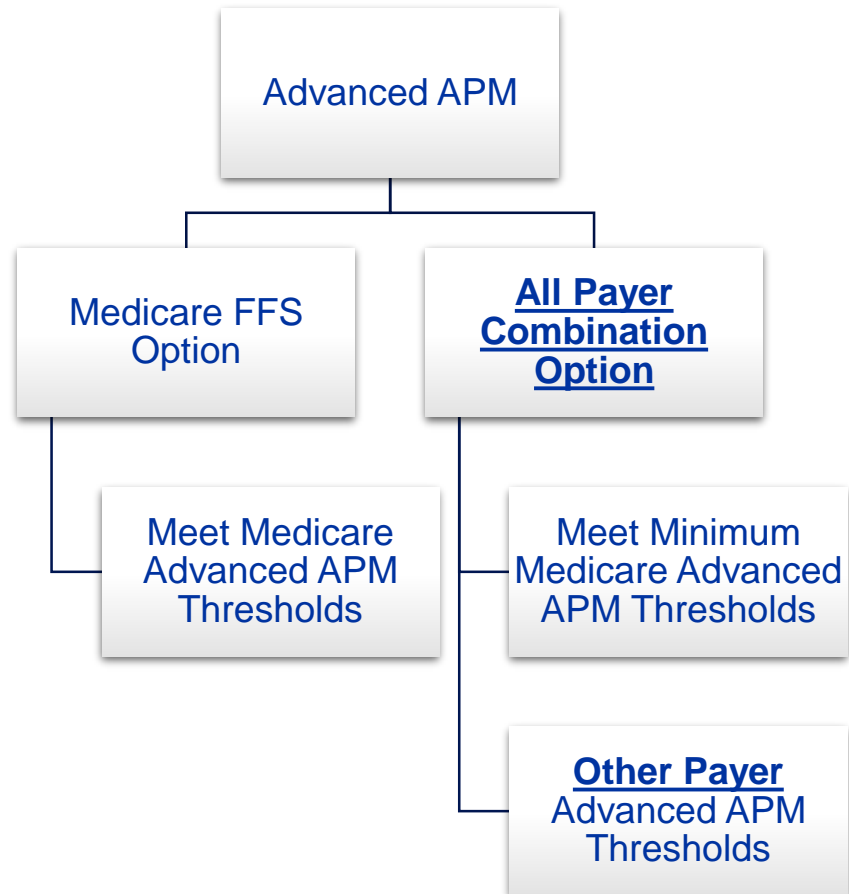 Advanced APM
Medicare FFS
Option
All Payer
Combination
Option
Meet Medicare
Advanced APM
Thresholds
Meet Minimum
Medicare Advanced
APM Thresholds
Other Payer
Advanced APM
Thresholds